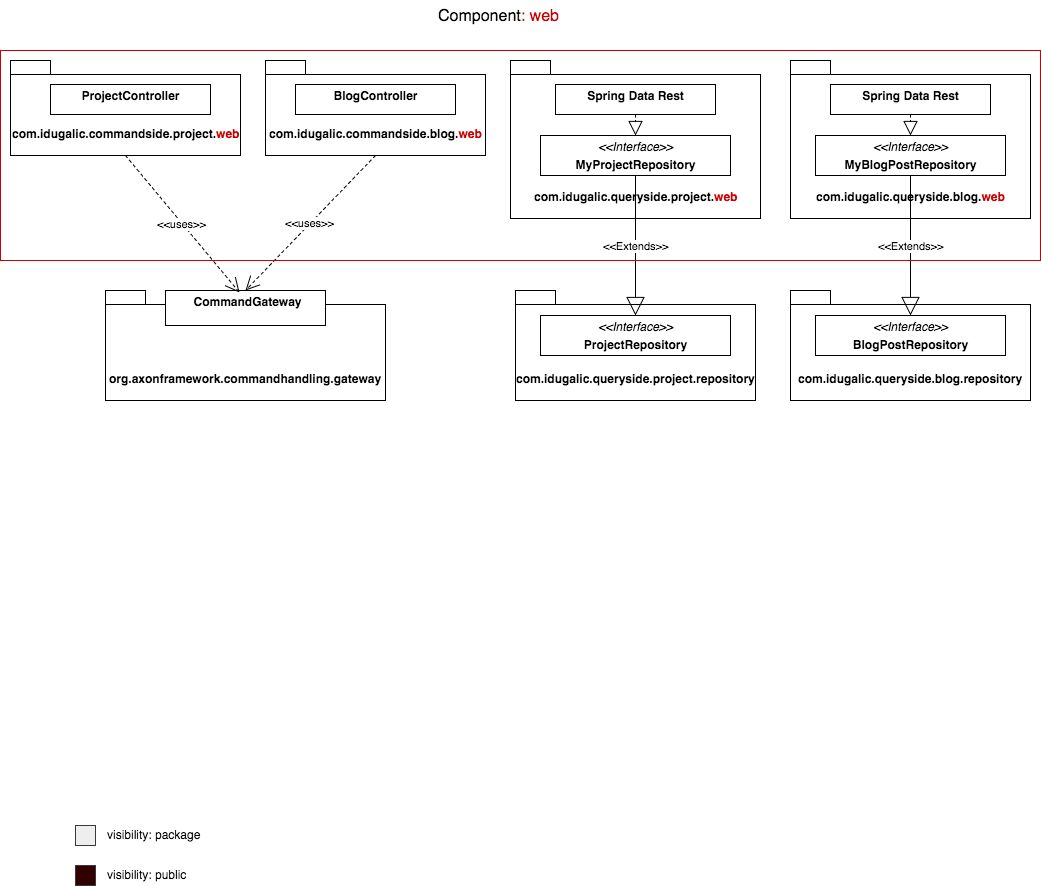 Component: web
ProjectController
com.idugalic.commandside.project.web
BlogController
com.idugalic.commandside.blog.web
Spring Data Rest
<<Interface>>
MyProjectRepository
com.idugalic.queryside.project.web
Spring Data Rest
<<Interface>>
MyBlogPostRepository
com.idugalic.queryside.blog.web
<<uses>>
<<uses>>
<<Extends>>
<<Extends>>
CommandGateway
org.axonframework.commandhandling.gateway
<<Interface>>
ProjectRepository
com.idugalic.queryside.project.repository
<<Interface>>
BlogPostRepository
com.idugalic.queryside.blog.repository
visibility: package
visibility: public